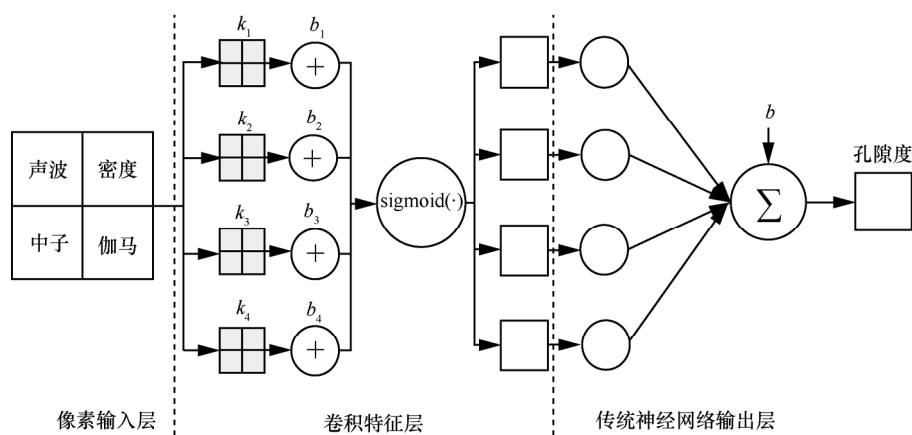 k1
b1
+
k2
b2
+
b
声波 密度
孔隙度
sigmoid(·)
Σ
中子 伽马
k3
b3
+
k4
b4
+
像素输入层
卷积特征层
传统神经网络输出层